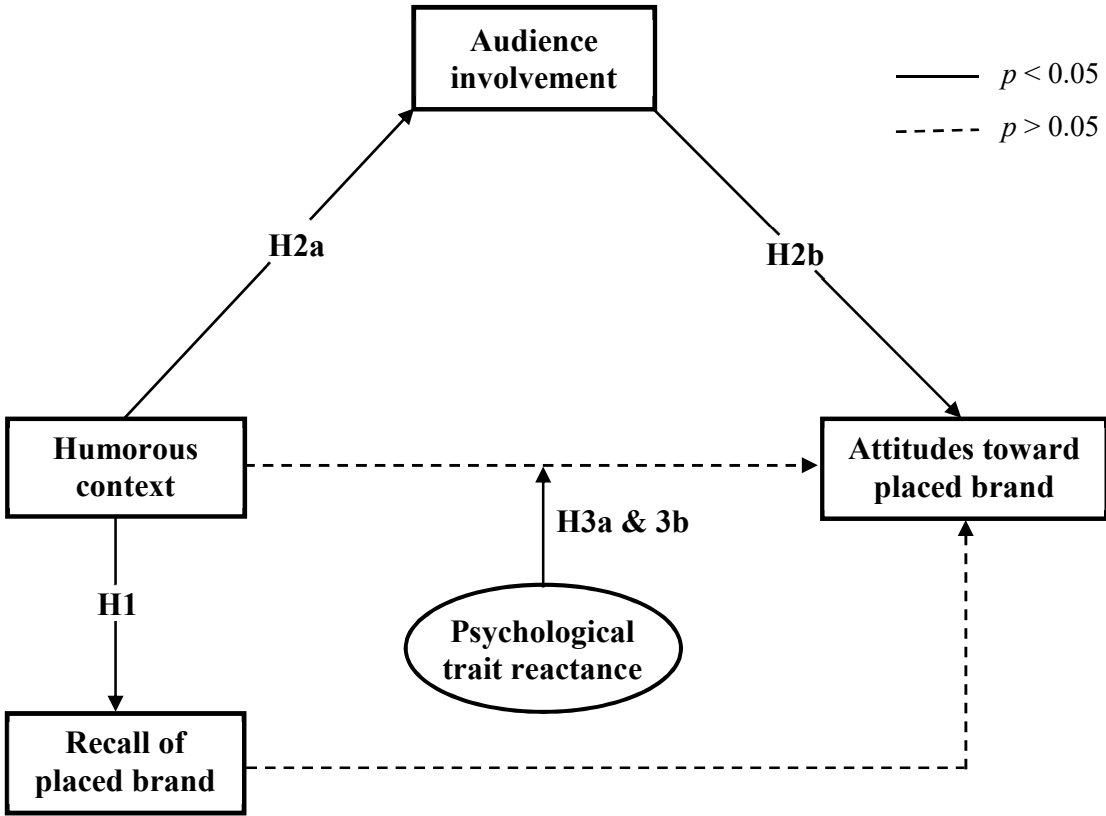 Audience
involvement
p < 0.05
p > 0.05
H2a
H2b
Humorous
context
Attitudes toward
placed brand
H3a & 3b
H1
Psychological
trait reactance
Recall of
placed brand